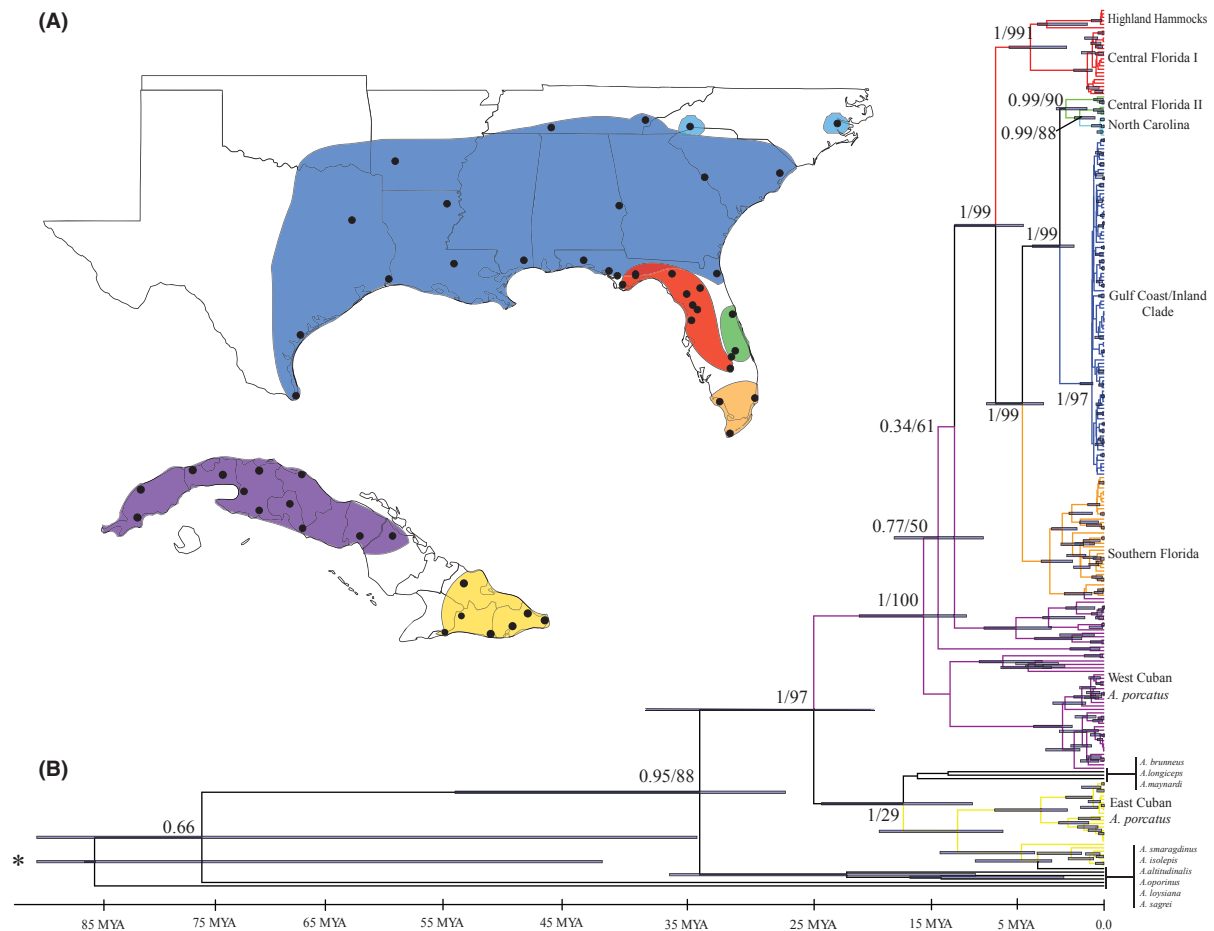 (A)
Highland Hammocks
1/991
Central Florida I
0.99/90
Central Florida II
North Carolina
0.99/88
1/99
1/99
Gulf Coast/Inland
Clade
1/97
1/99
0.34/61
0.77/50
Southern Florida
1/100
West Cuban
A. porcatus
1/97
(B)
0.95/88
A. brunneus
A.longiceps
A.maynardi
East Cuban
A. porcatus
1/29
0.66
A. smaragdinus
A. isolepis
A.altitudinalis
A.oporinus
A. loysiana
A. sagrei
*
85 MYA
75 MYA
65 MYA
55 MYA
45 MYA
35 MYA
25 MYA
15 MYA
5 MYA
0.0